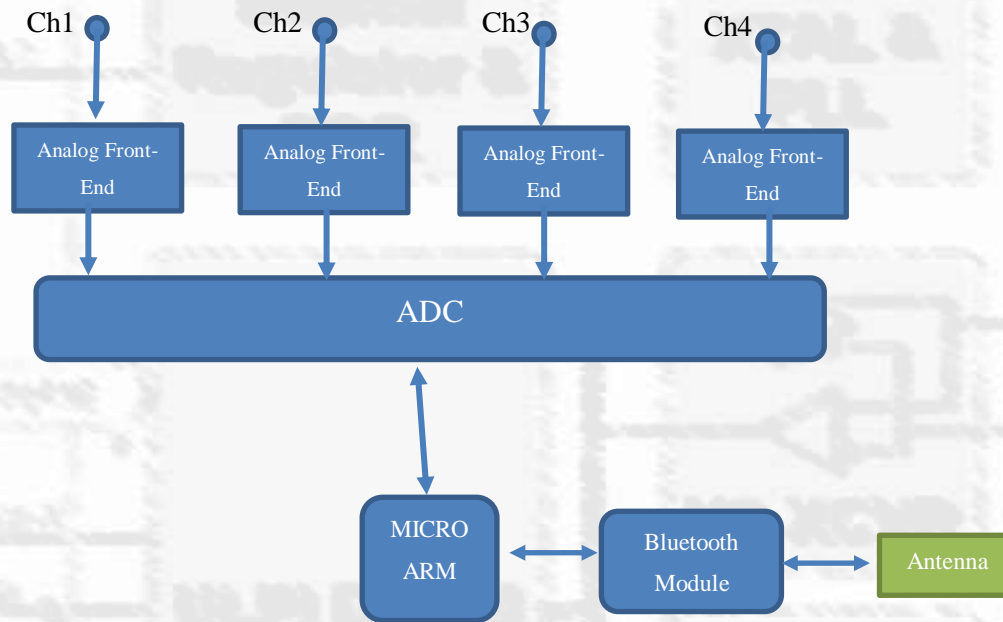 Ch1
Ch2
Ch3
Ch4
Analog Front-
End
Analog Front-
End
Analog Front-
End
Analog Front-
End
ADC
MICRO
ARM
Bluetooth
Module
Antenna